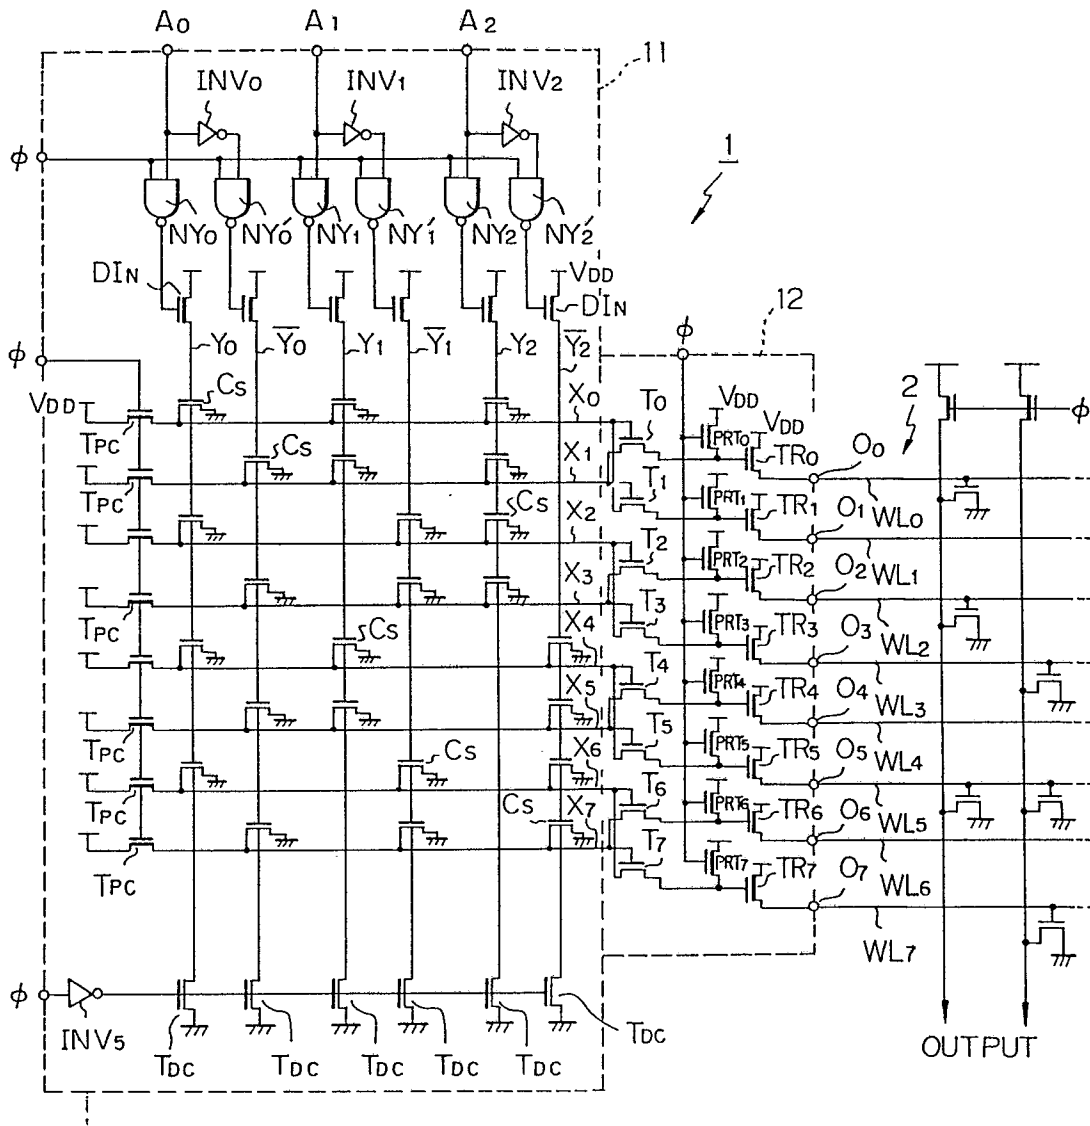 A0 A1 A2
11
INV0 INV1 INV2
1
ϕ
NY0 NY0′ NY1 NY1′ NY2 NY2′
DIN
VDD
DIN
12
ϕ
Y0 Y̅0 Y1 Y̅1 Y2 Y̅2
ϕ
VDD
CS
X0
T0
VDD
PRT0
VDD
TR0
O0
2
ϕ
TPC
CS
X1
T1
PRT1
TR1
O1
WL0
TPC
CS
X2
T2
PRT2
TR2
O2
WL1
X3
T3
PRT3
TR3
O3
WL2
TPC
CS
X4
T4
PRT4
TR4
O4
WL3
X5
T5
PRT5
TR5
O5
WL4
TPC
CS
X6
T6
PRT6
TR6
O6
WL5
TPC
CS
X7
T7
PRT7
TR7
O7
WL6
TPC
WL7
ϕ
INV5
TDC TDC TDC TDC TDC TDC
OUTPUT